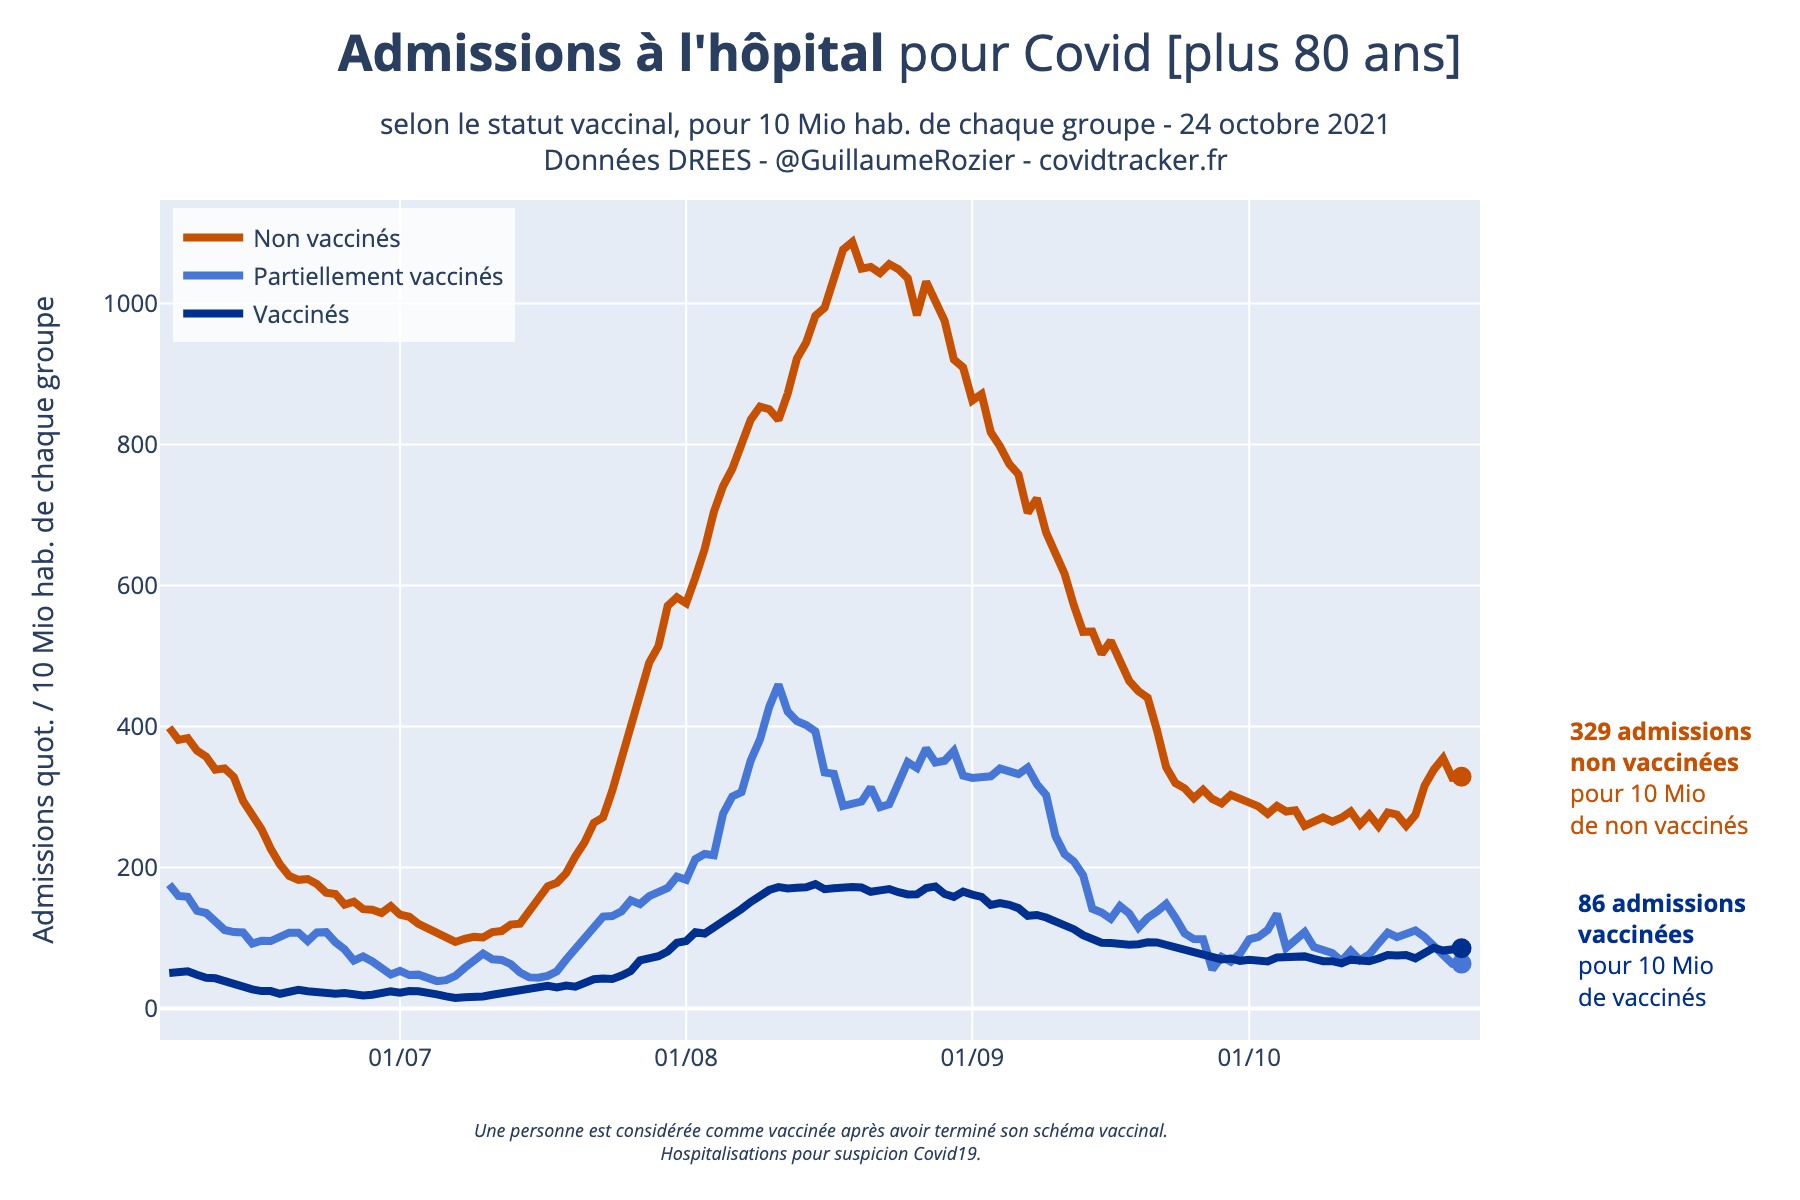 Admissions à l'hôpital pour Covid [plus 80 ans]
selon le statut vaccinal, pour 10 Mio hab. de chaque groupe - 24 octobre 2021
Données DREES - @GuillaumeRozier - covidtracker.fr
Non vaccinés
Partiellement vaccinés
Vaccinés
Admissions quot. / 10 Mio hab. de chaque groupe
1000
800
600
400
200
0
01/07
01/08
01/09
01/10
329 admissions
non vaccinées
pour 10 Mio
de non vaccinés
86 admissions
vaccinées
pour 10 Mio
de vaccinés
Une personne est considérée comme vaccinée après avoir terminé son schéma vaccinal.
Hospitalisations pour suspicion Covid19.